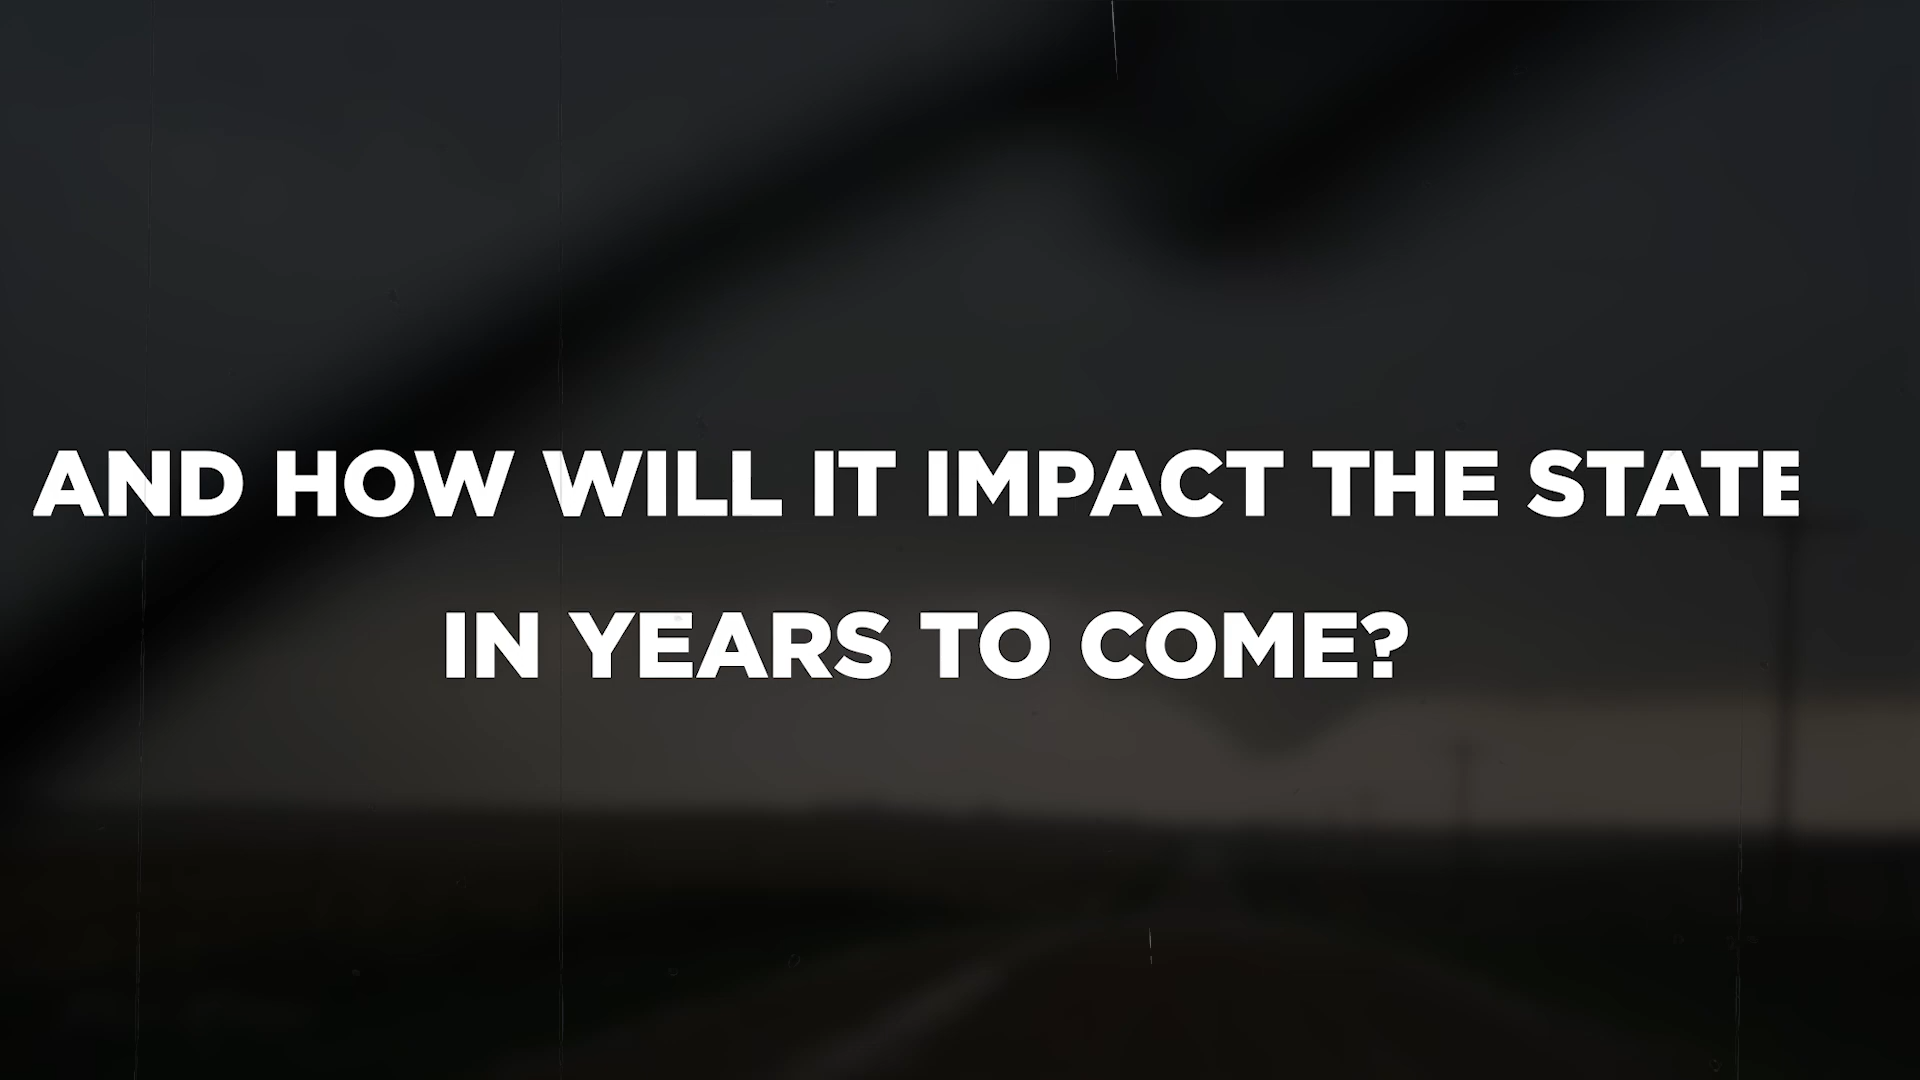 AND HOW WILL IT IMPACT THE STATE
IN YEARS TO COME?